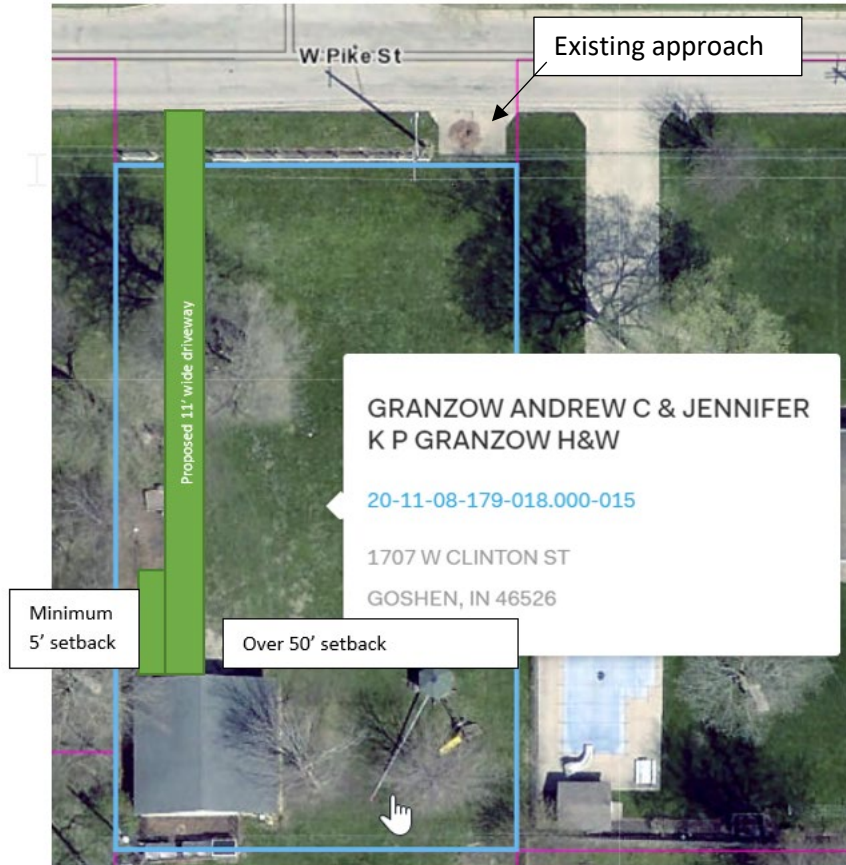 W Pike St
Existing approach
Proposed 11' wide driveway
GRANZOW ANDREW C & JENNIFER
K P GRANZOW H&W
20-11-08-179-018.000-015
1707 W CLINTON ST
GOSHEN, IN 46526
Minimum
5' setback
Over 50' setback